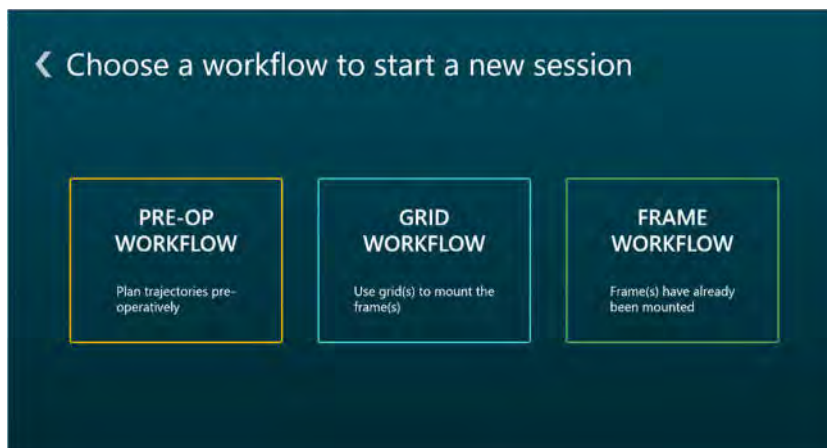 Choose a workflow to start a new session
PRE-OP
WORKFLOW
Plan trajectories pre-
operatively
GRID
WORKFLOW
Use grid(s) to mount the
frame(s)
FRAME
WORKFLOW
Frame(s) have already
been mounted